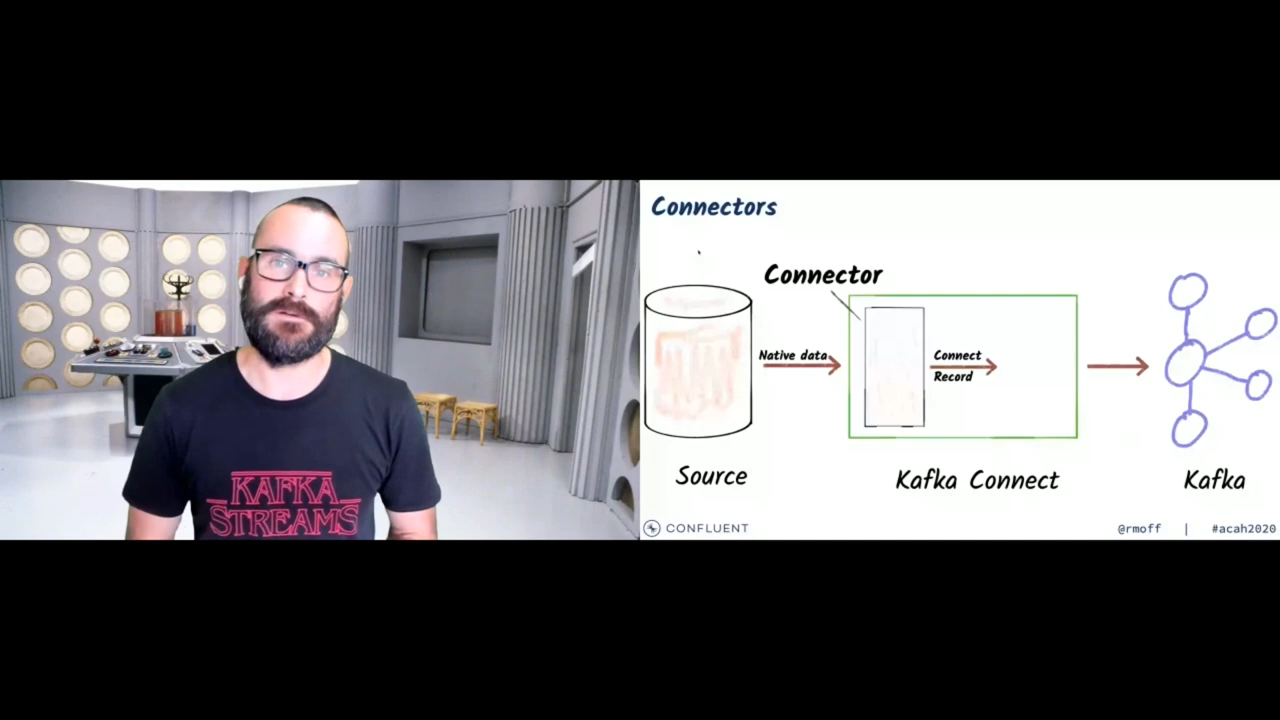 KAFKA
STREAMS
Connectors
Connector
Native data
Connect
Record
Source
Kafka Connect
Kafka
CONFLUENT
@rmoff | #acah2020